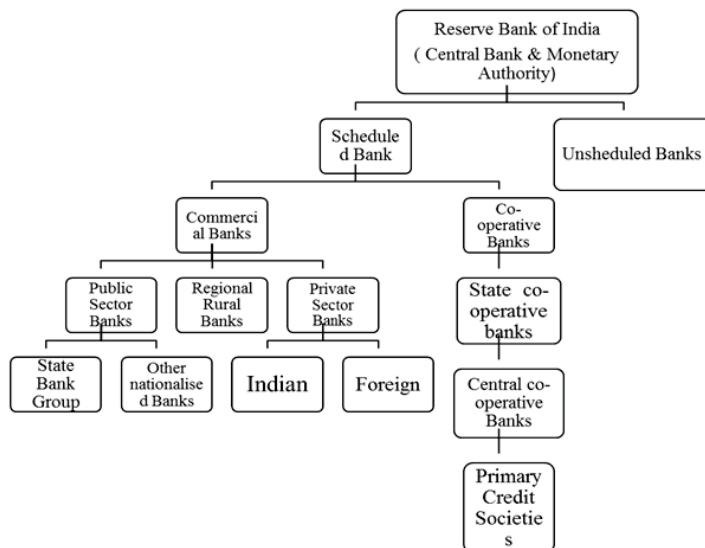 Reserve Bank of India
( Central Bank & Monetary
Authority)
Schedule
d Bank
Unsheduled Banks
Commerci
al Banks
Co-
operative
Banks
Public
Sector
Banks
Regional
Rural
Banks
Private
Sector
Banks
State co-
operative
banks
State
Bank
Group
Other
nationalise
d Banks
Indian
Foreign
Central co-
operative
Banks
Primary
Credit
Societie
s